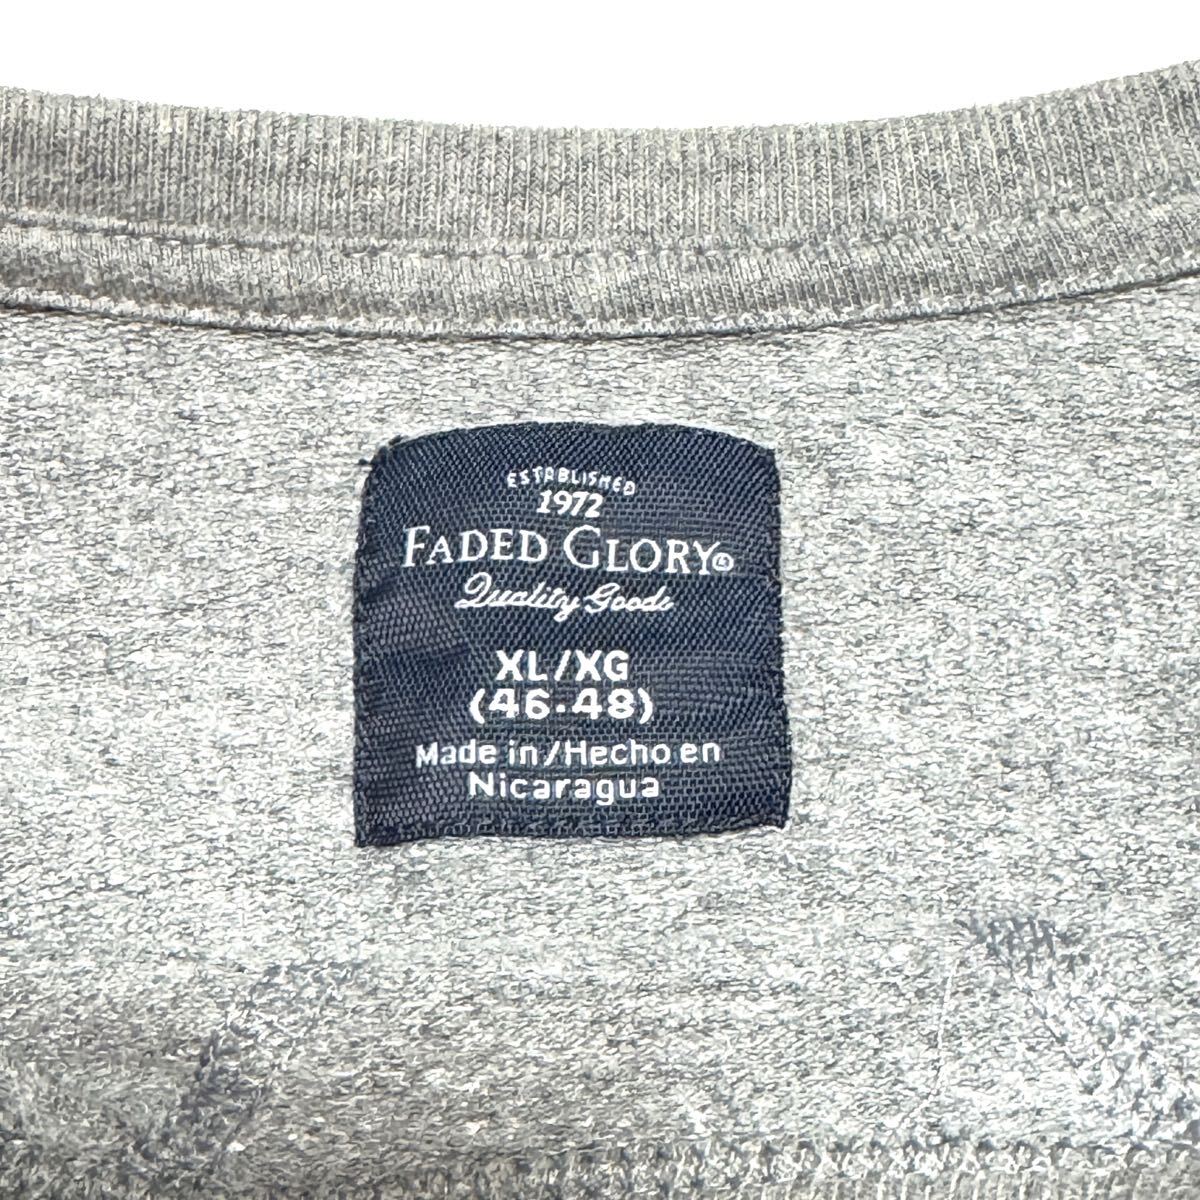 ESTABLISHED
1972
FADED GLORY®
Quality Goods
XL/XG
(46-48)
Made in/Hecho en
Nicaragua